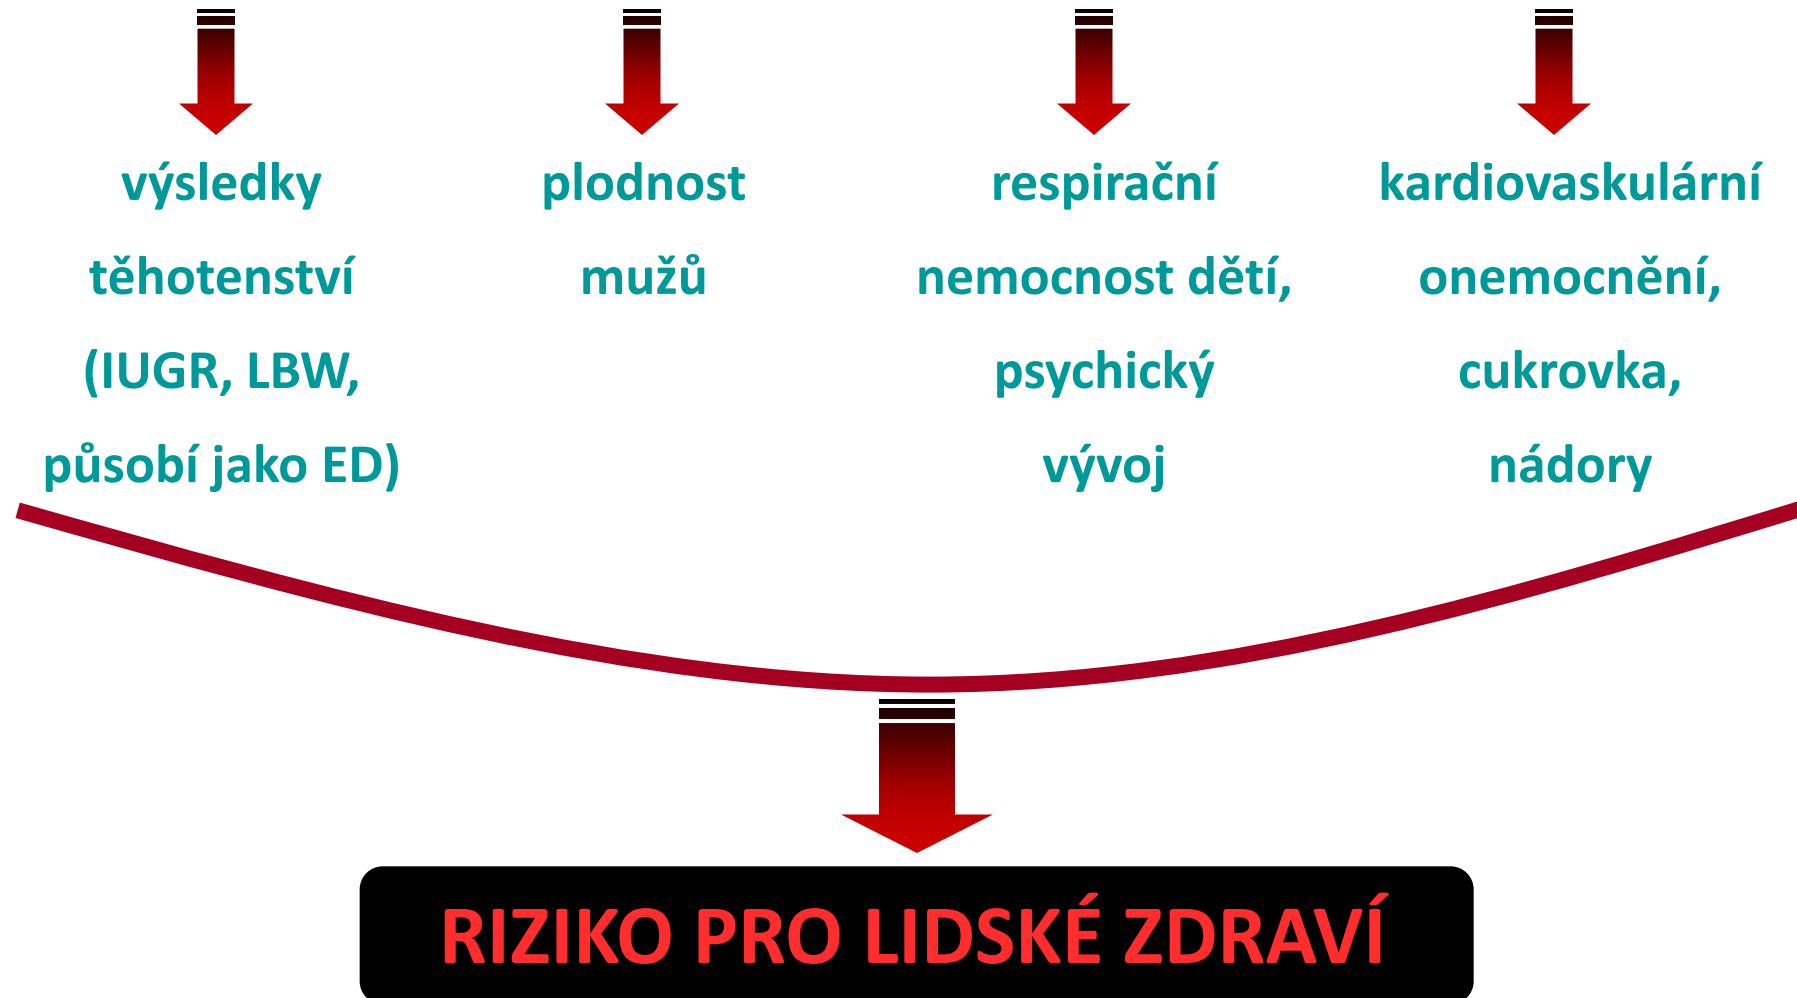 výsledky
těhotenství
(IUGR, LBW,
působí jako ED)
plodnost
mužů
respirační
nemocnost dětí,
psychický
vývoj
kardiovaskulární
onemocnění,
cukrovka,
nádory
RIZIKO PRO LIDSKÉ ZDRAVÍ